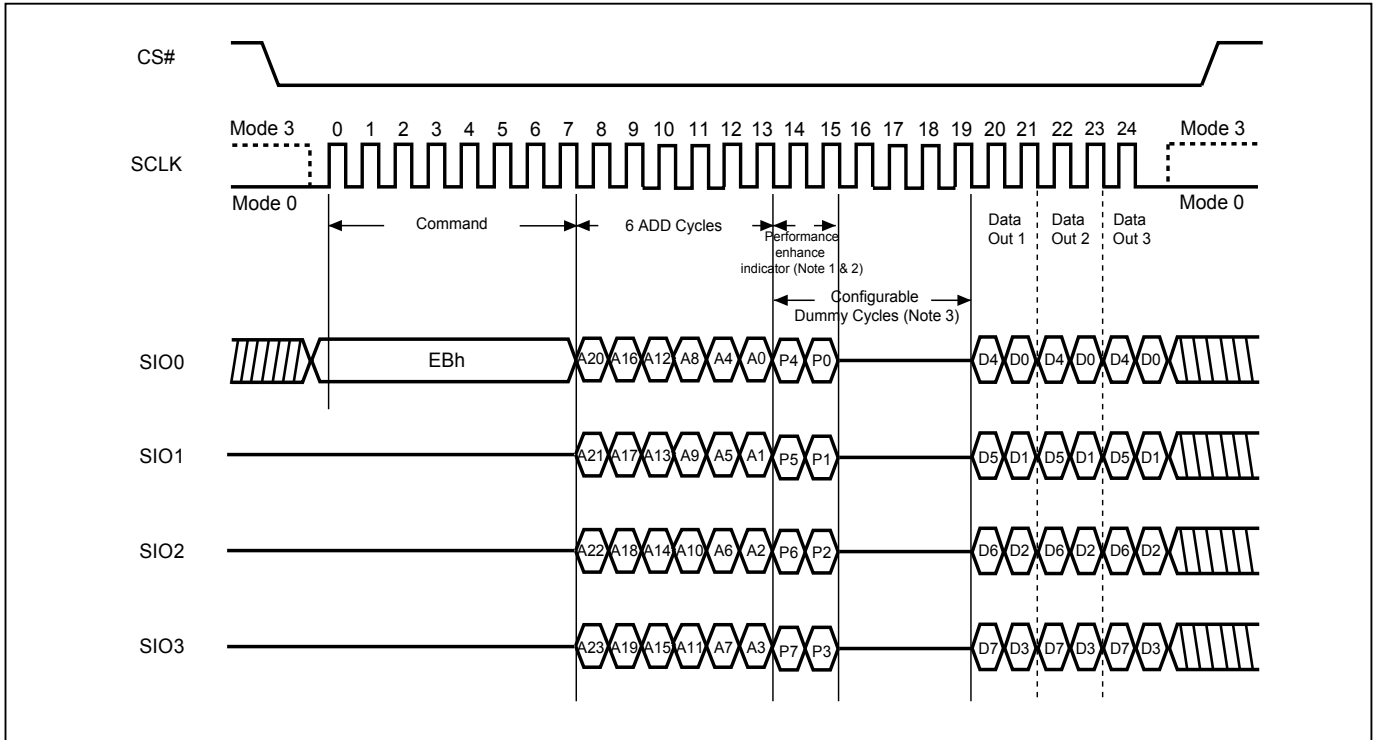 CS#
Mode 3 0 1 2 3 4 5 6 7 8 9 10 11 12 13 14 15 16 17 18 19 20 21 22 23 24 Mode 3
SCLK
Mode 0 Mode 0
Command 6 ADD Cycles
Performance
enhance
indicator (Note 1 & 2)
Data
Out 1
Data
Out 2
Data
Out 3
Configurable
Dummy Cycles (Note 3)
SIO0 EBh A20 A16 A12 A8 A4 A0 P4 P0 D4 D0 D4 D0 D4 D0
SIO1 A21 A17 A13 A9 A5 A1 P5 P1 D5 D1 D5 D1 D5 D1
SIO2 A22 A18 A14 A10 A6 A2 P6 P2 D6 D2 D6 D2 D6 D2
SIO3 A23 A19 A15 A11 A7 A3 P7 P3 D7 D3 D7 D3 D7 D3